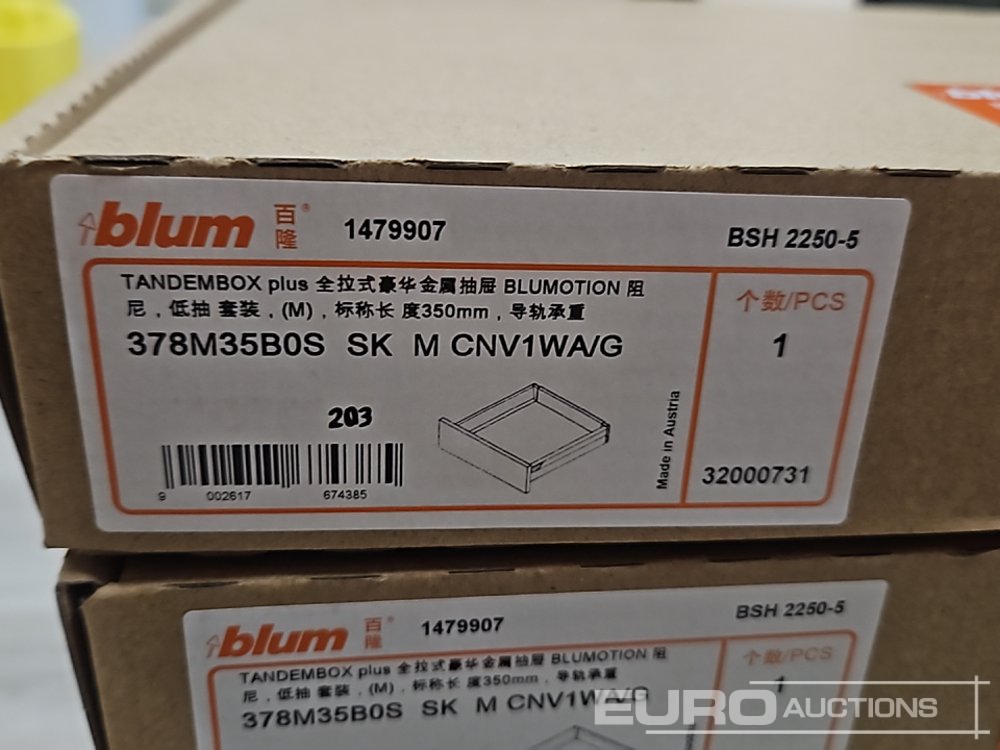 blum 百隆® 1479907 BSH 2250-5
TANDEMBOX plus 全拉式豪华金属抽屉 BLUMOTION 阻
尼，低抽 套装，(M)，标称长 度350mm，导轨承重
378M35B0S SK M CNV1WA/G
个数/PCS
1
203
9 002617 674385
Made in Austria
32000731
blum 百隆® 1479907 BSH 2250-5
TANDEMBOX plus 全拉式豪华金属抽屉 BLUMOTION 阻
尼，低抽 套装，(M)，标称长 度350mm，导轨承重
378M35B0S SK M CNV1WA/G
个数/PCS
1
EURO AUCTIONS